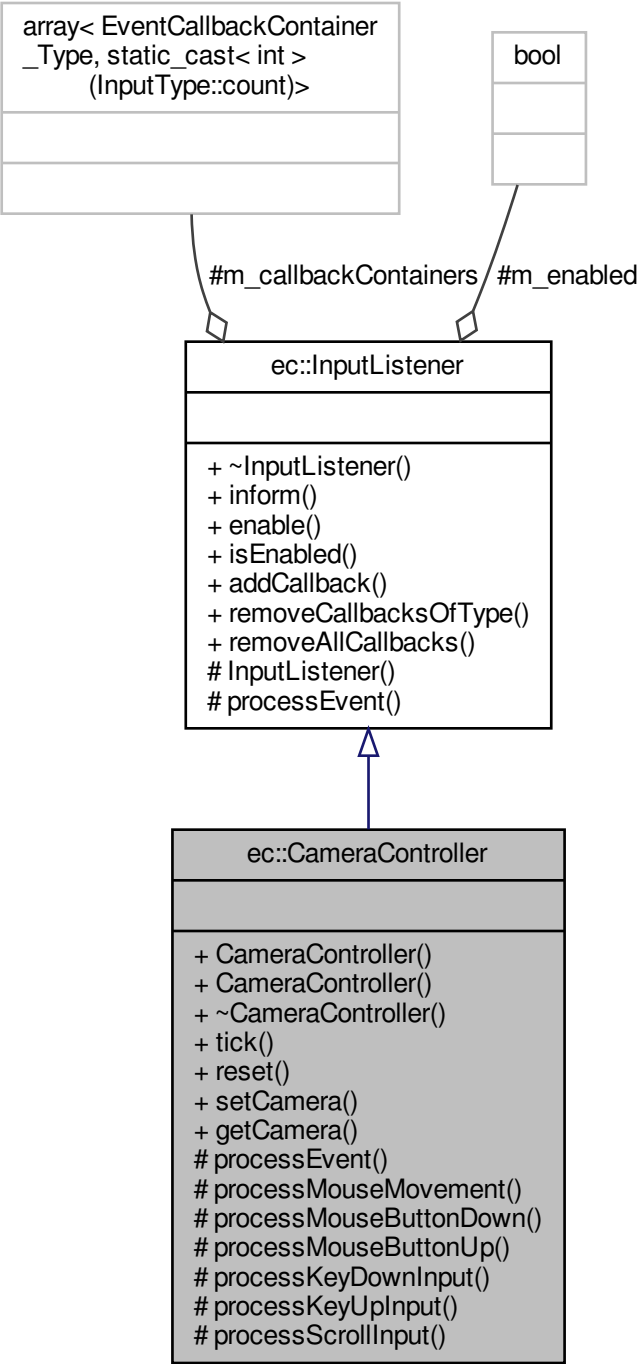 array< EventCallbackContainer
_Type, static_cast< int >
(InputType::count)>
bool
#m_callbackContainers
#m_enabled
ec::InputListener
+ ~InputListener()
+ inform()
+ enable()
+ isEnabled()
+ addCallback()
+ removeCallbacksOfType()
+ removeAllCallbacks()
# InputListener()
# processEvent()
ec::CameraController
+ CameraController()
+ CameraController()
+ ~CameraController()
+ tick()
+ reset()
+ setCamera()
+ getCamera()
# processEvent()
# processMouseMovement()
# processMouseButtonDown()
# processMouseButtonUp()
# processKeyDownInput()
# processKeyUpInput()
# processScrollInput()